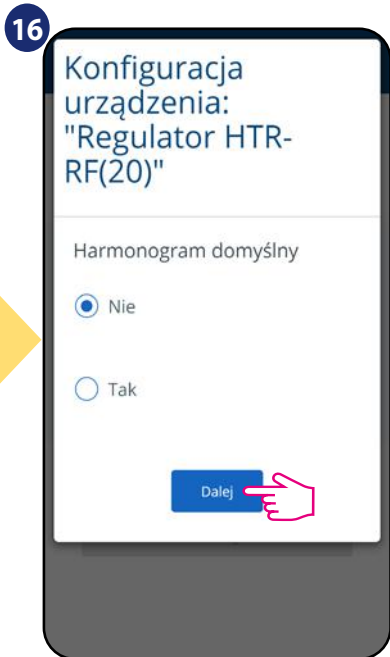 16
Konfiguracja
urządzenia:
"Regulator HTR-
RF(20)"
Harmonogram domyślny
Nie
Tak
Dalej